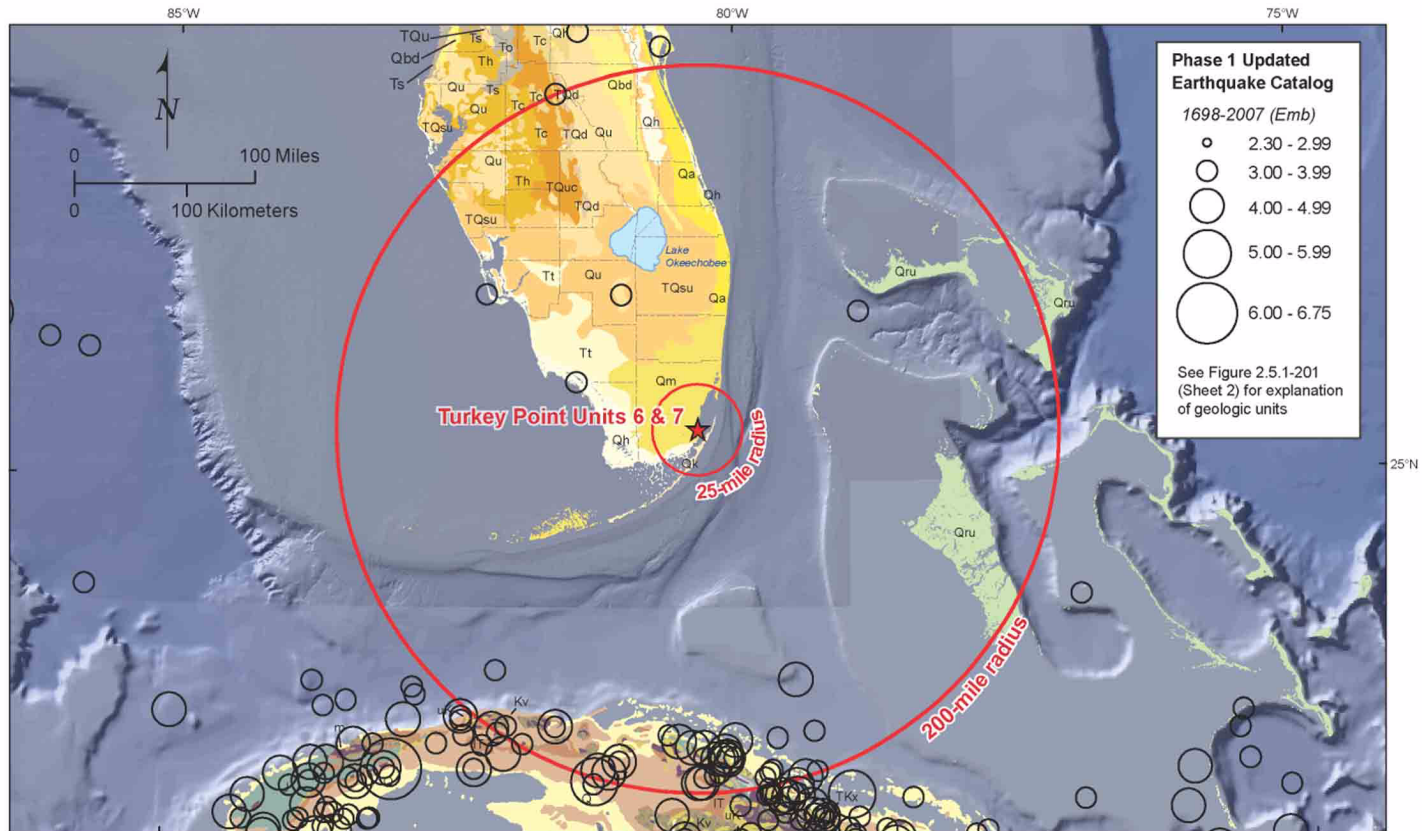 85°W
80°W
75°W
N
0
100 Miles
0
100 Kilometers
TQu
Qbd
Ts
Ts
To
Tc
Th
Qu
Ts
Tc
Tc
TQd
Qbd
Qu
TQsu
Tc
TQd
Qu
Qh
Qu
Th
TQuc
Qa
Qh
TQd
TQsu
Lake
Okeechobee
Tt
Qu
TQsu
Qa
Qru
Qru
Tt
Qm
Turkey Point Units 6 & 7
Qh
Qk
25-mile radius
25°N
Qru
200-mile radius
Kv
TKx
Kv
Phase 1 Updated
Earthquake Catalog
1698-2007 (Emb)
2.30 - 2.99
3.00 - 3.99
4.00 - 4.99
5.00 - 5.99
6.00 - 6.75
See Figure 2.5.1-201
(Sheet 2) for explanation
of geologic units